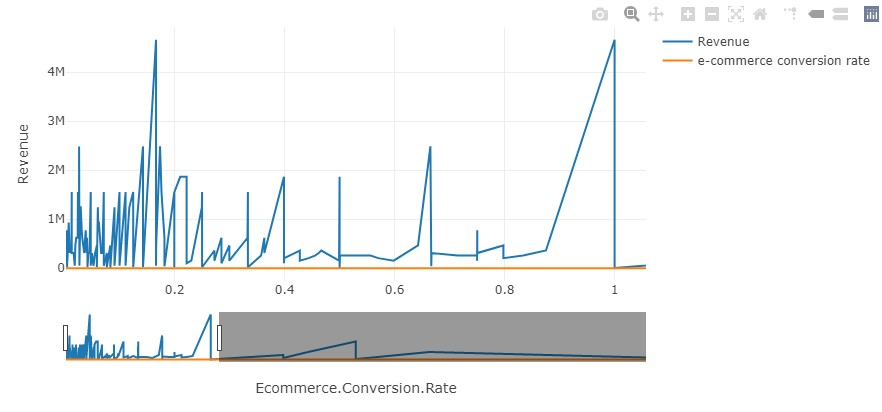 Revenue
e-commerce conversion rate
Revenue
4M
3M
2M
1M
0
0.2
0.4
0.6
0.8
1
Ecommerce.Conversion.Rate